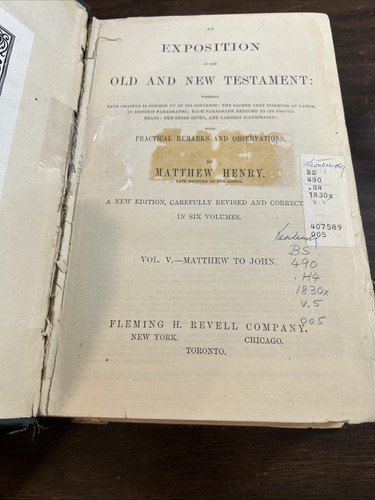 AN
EXPOSITION
OF THE
OLD AND NEW TESTAMENT:
WHEREIN
EACH CHAPTER IS SUMMED UP IN ITS CONTENTS; THE SACRED TEXT INSERTED AT LARGE,
IN DISTINCT PARAGRAPHS; EACH PARAGRAPH REDUCED TO ITS PROPER
HEADS; THE SENSE GIVEN, AND LARGELY ILLUSTRATED;
WITH
PRACTICAL REMARKS AND OBSERVATIONS.
BY
MATTHEW HENRY,
LATE MINISTER OF THE GOSPEL.
A NEW EDITION, CAREFULLY REVISED AND CORRECT
IN SIX VOLUMES.
VOL. V.—MATTHEW TO JOHN.
FLEMING H. REVELL COMPANY.
NEW YORK. CHICAGO.
TORONTO.
BS
490
.H4
1830x
v.5
407589
005
BS
490
.H4
1830x
v.5
005